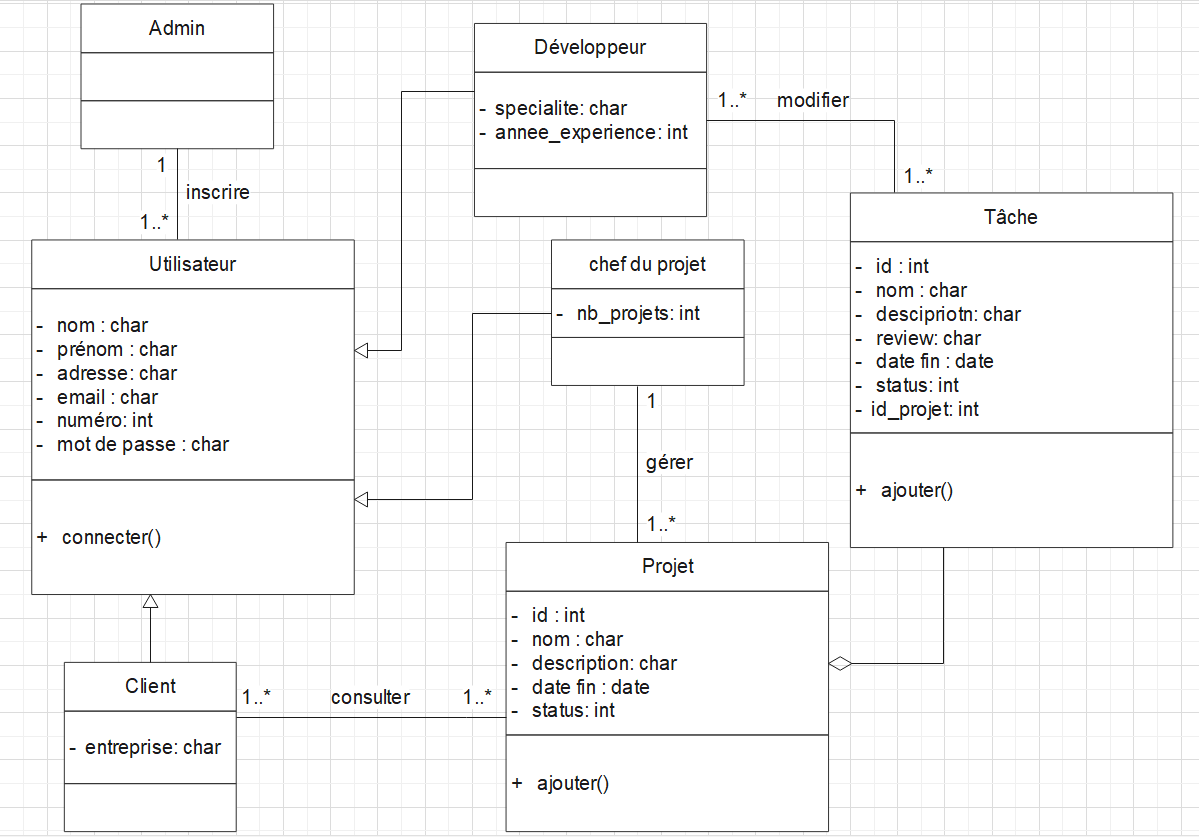 Admin
1
inscrire
1..*
Utilisateur
- nom : char
- prénom : char
- adresse: char
- email : char
- numéro: int
- mot de passe : char
+ connecter()
Développeur
- specialite: char
- annee_experience: int
1..* modifier
1..*
chef du projet
- nb_projets: int
1
gérer
1..*
Tâche
- id : int
- nom : char
- descipriotn: char
- review: char
- date fin : date
- status: int
- id_projet: int
+ ajouter()
Projet
- id : int
- nom : char
- description: char
- date fin : date
- status: int
+ ajouter()
Client
- entreprise: char
1..* consulter 1..*